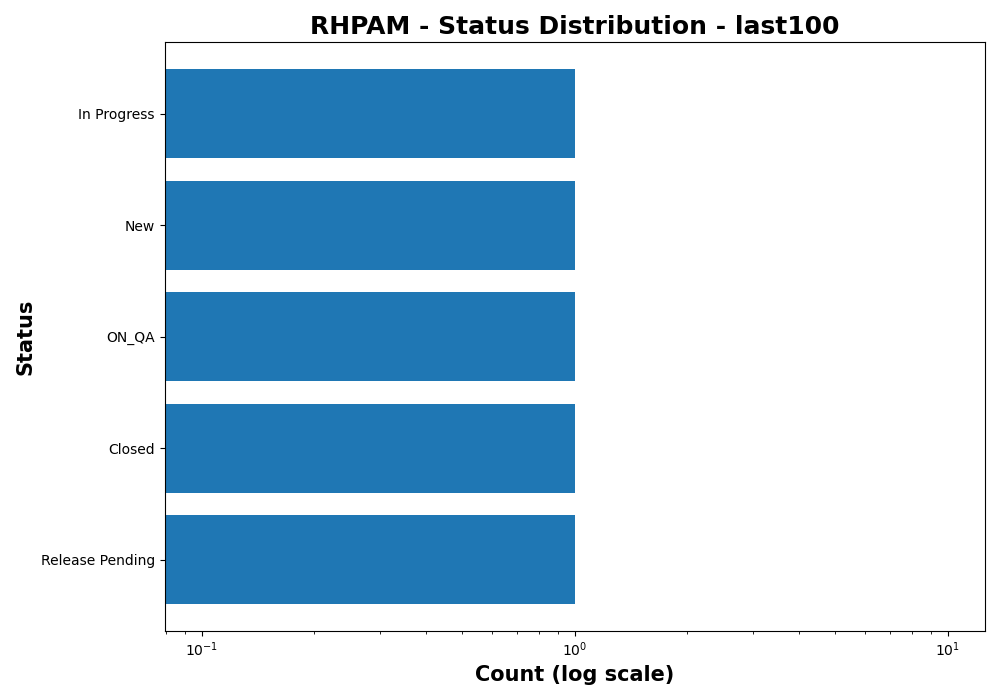 RHPAM - Status Distribution - last100
In Progress
New
ON_QA
Closed
Release Pending
Status
10⁻¹ 10⁰ 10¹
Count (log scale)